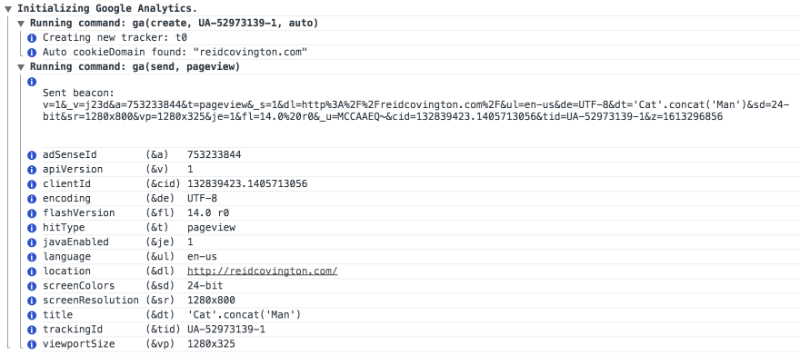 Initializing Google Analytics.
Running command: ga(create, UA-52973139-1, auto)
Creating new tracker: t0
Auto cookieDomain found: "reidcovington.com"
Running command: ga(send, pageview)
Sent beacon:
v=1&_v=j23d&a=753233844&t=pageview&_s=1&dl=http%3A%2F%2Freidcovington.com%2F&ul=en-us&de=UTF-8&dt='Cat'.concat('Man')&sd=24-
bit&sr=1280x800&vp=1280x325&je=1&fl=14.0%20r0&_u=MCCAAEQ~&cid=132839423.1405713056&tid=UA-52973139-1&z=1613296856
adSenseId (&a) 753233844
apiVersion (&v) 1
clientId (&cid) 132839423.1405713056
encoding (&de) UTF-8
flashVersion (&fl) 14.0 r0
hitType (&t) pageview
javaEnabled (&je) 1
language (&ul) en-us
location (&dl) http://reidcovington.com/
screenColors (&sd) 24-bit
screenResolution (&sr) 1280x800
title (&dt) 'Cat'.concat('Man')
trackingId (&tid) UA-52973139-1
viewportSize (&vp) 1280x325